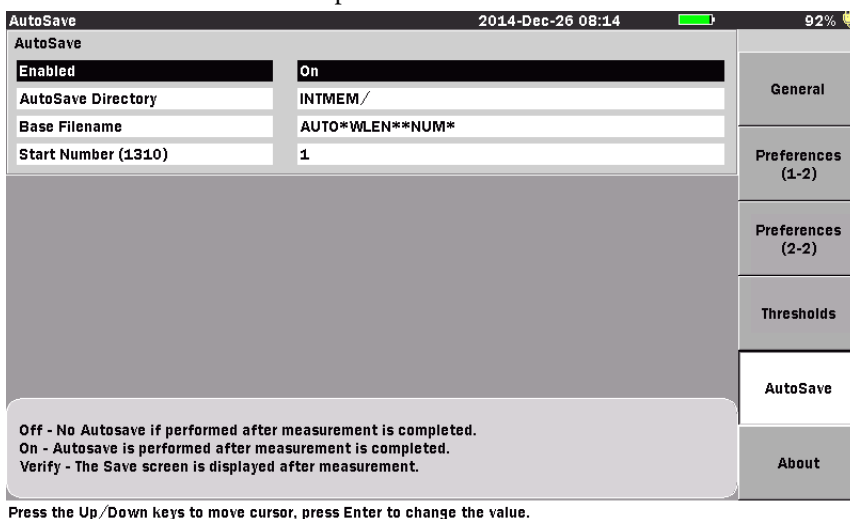 AutoSave 2014-Dec-26 08:14 92%
AutoSave
Enabled On
AutoSave Directory INTMEM/
Base Filename AUTO*WLEN**NUM*
Start Number (1310) 1
General
Preferences
(1-2)
Preferences
(2-2)
Thresholds
AutoSave
About
Off - No Autosave if performed after measurement is completed.
On - Autosave is performed after measurement is completed.
Verify - The Save screen is displayed after measurement.
Press the Up/Down keys to move cursor, press Enter to change the value.